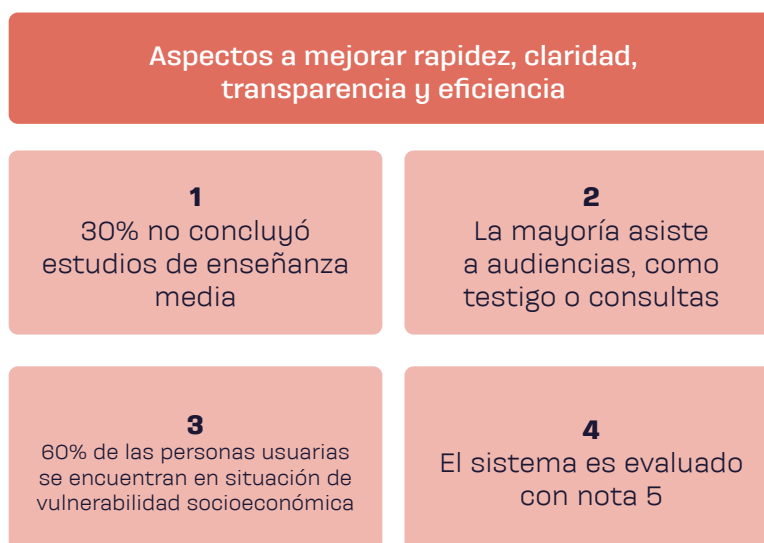 Aspectos a mejorar rapidez, claridad,
transparencia y eficiencia
1
30% no concluyó
estudios de enseñanza
media
2
La mayoría asiste
a audiencias, como
testigo o consultas
3
60% de las personas usuarias
se encuentran en situación de
vulnerabilidad socioeconómica
4
El sistema es evaluado
con nota 5